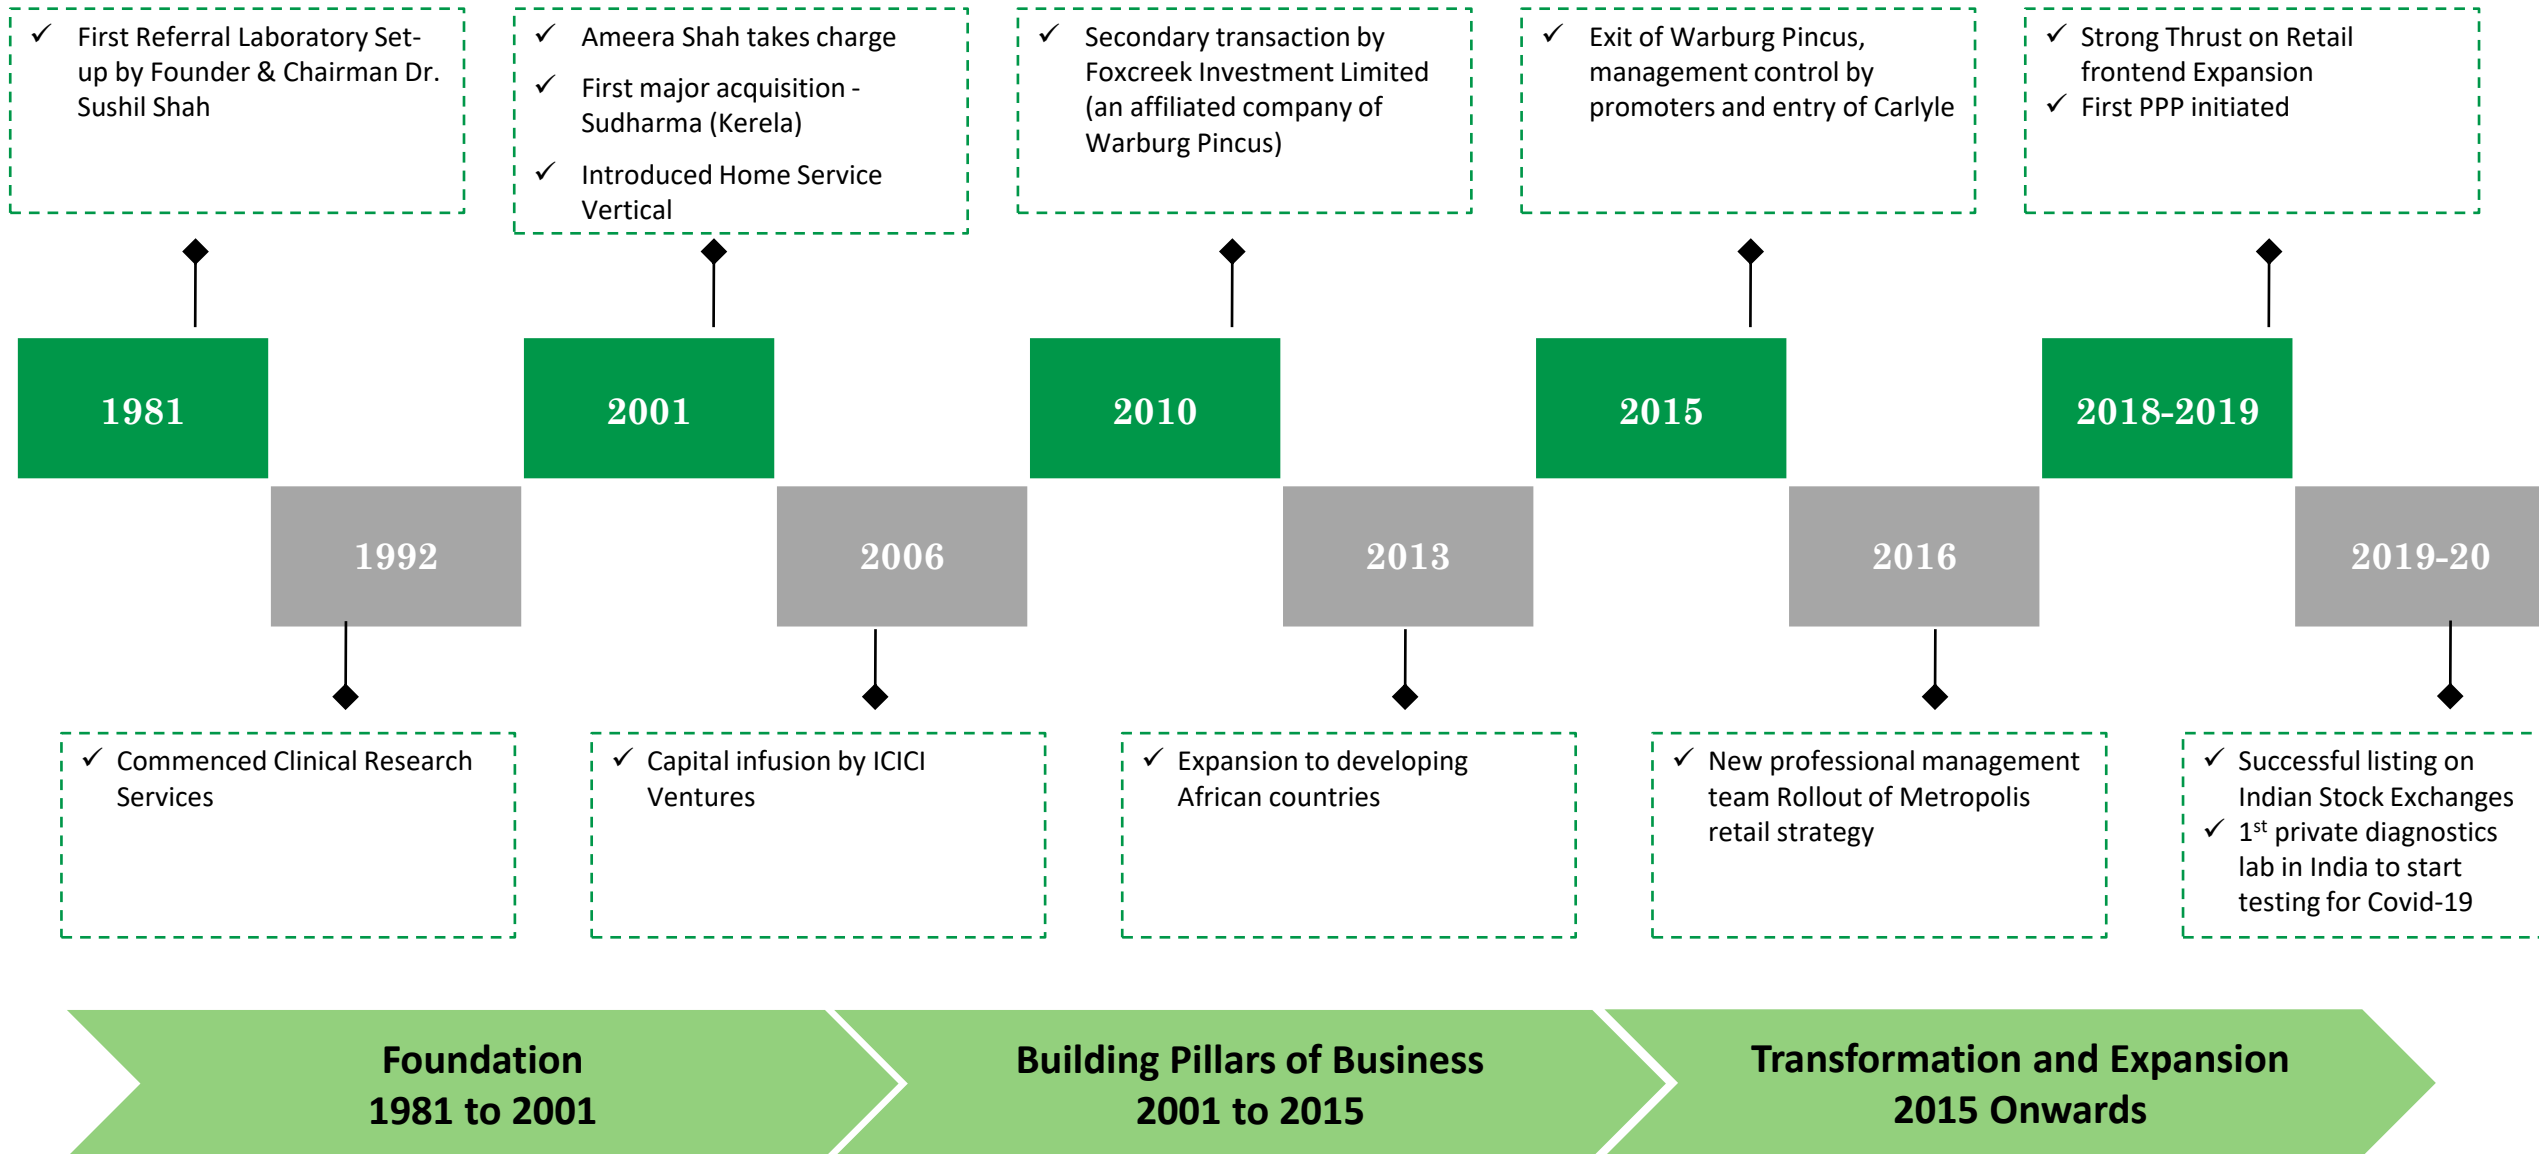 ✓ First Referral Laboratory Set-
up by Founder & Chairman Dr.
Sushil Shah
✓ Ameera Shah takes charge
✓ First major acquisition -
Sudharma (Kerela)
✓ Introduced Home Service
Vertical
✓ Secondary transaction by
Foxcreek Investment Limited
(an affiliated company of
Warburg Pincus)
✓ Exit of Warburg Pincus,
management control by
promoters and entry of Carlyle
✓ Strong Thrust on Retail
frontend Expansion
✓ First PPP initiated
1981
2001
2010
2015
2018-2019
1992
2006
2013
2016
2019-20
✓ Commenced Clinical Research
Services
✓ Capital infusion by ICICI
Ventures
✓ Expansion to developing
African countries
✓ New professional management
team Rollout of Metropolis
retail strategy
✓ Successful listing on
Indian Stock Exchanges
✓ 1st private diagnostics
lab in India to start
testing for Covid-19
Foundation
1981 to 2001
Building Pillars of Business
2001 to 2015
Transformation and Expansion
2015 Onwards